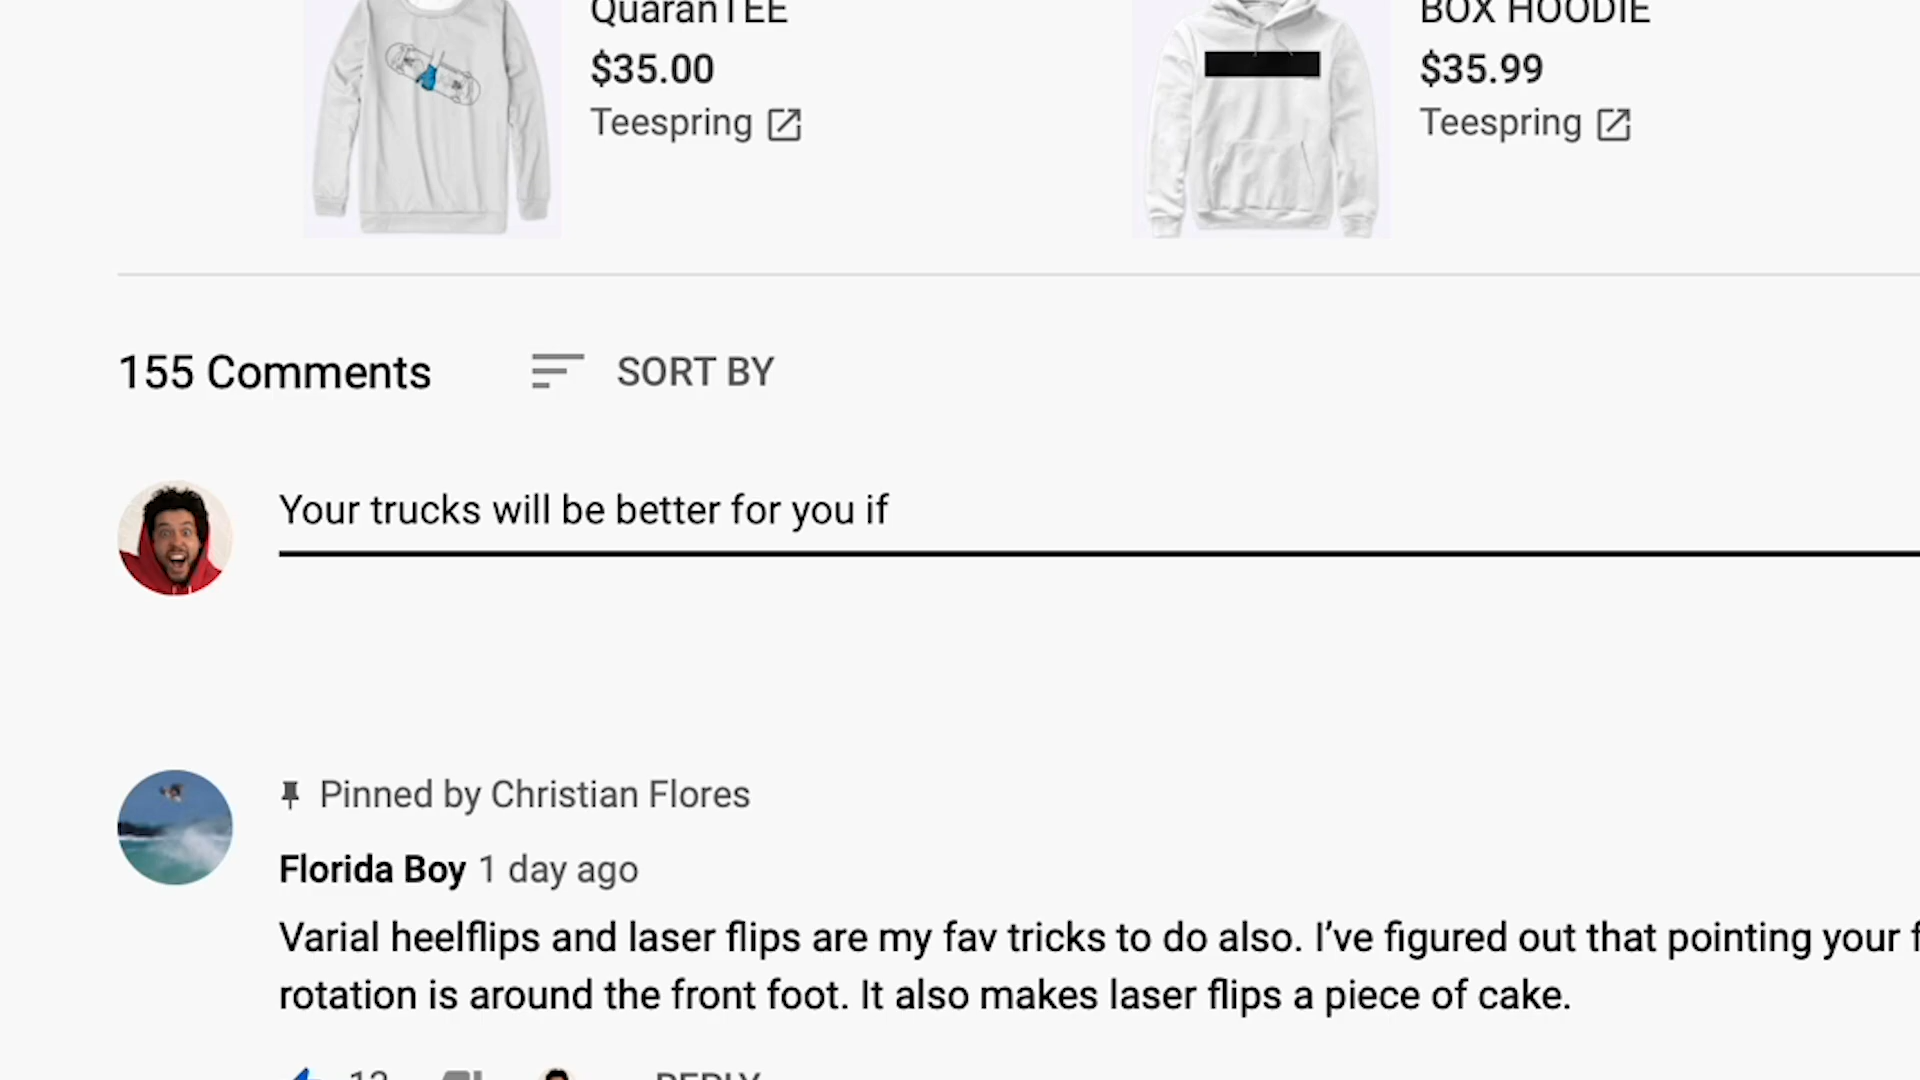 QuaranTEE
$35.00
Teespring
BOX HOODIE
$35.99
Teespring
155 Comments
SORT BY
Your trucks will be better for you if
Pinned by Christian Flores
Florida Boy 1 day ago
Varial heelflips and laser flips are my fav tricks to do also. I’ve figured out that pointing your
rotation is around the front foot. It also makes laser flips a piece of cake.
REPLY